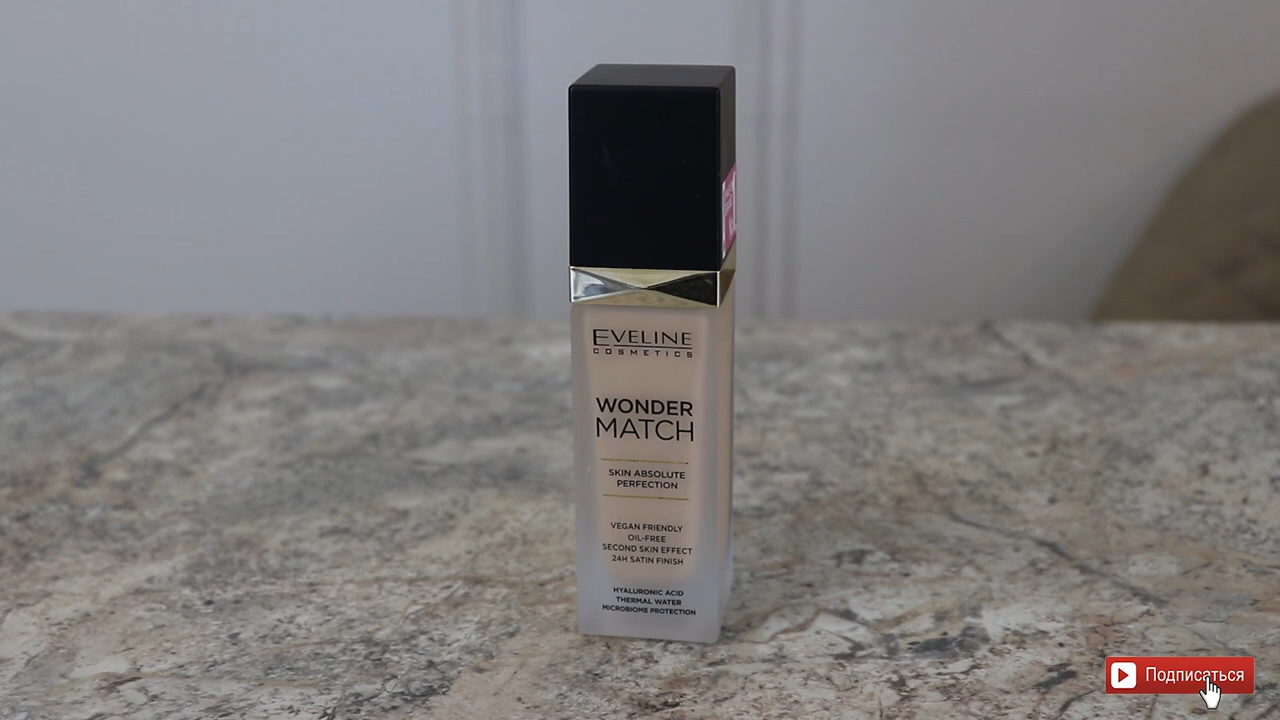 EVELINE
COSMETICS
WONDER
MATCH
SKIN ABSOLUTE
PERFECTION
VEGAN FRIENDLY
OIL-FREE
SECOND SKIN EFFECT
24H SATIN FINISH
HYALURONIC ACID
THERMAL WATER
MICROBIOME PROTECTION
Подписаться